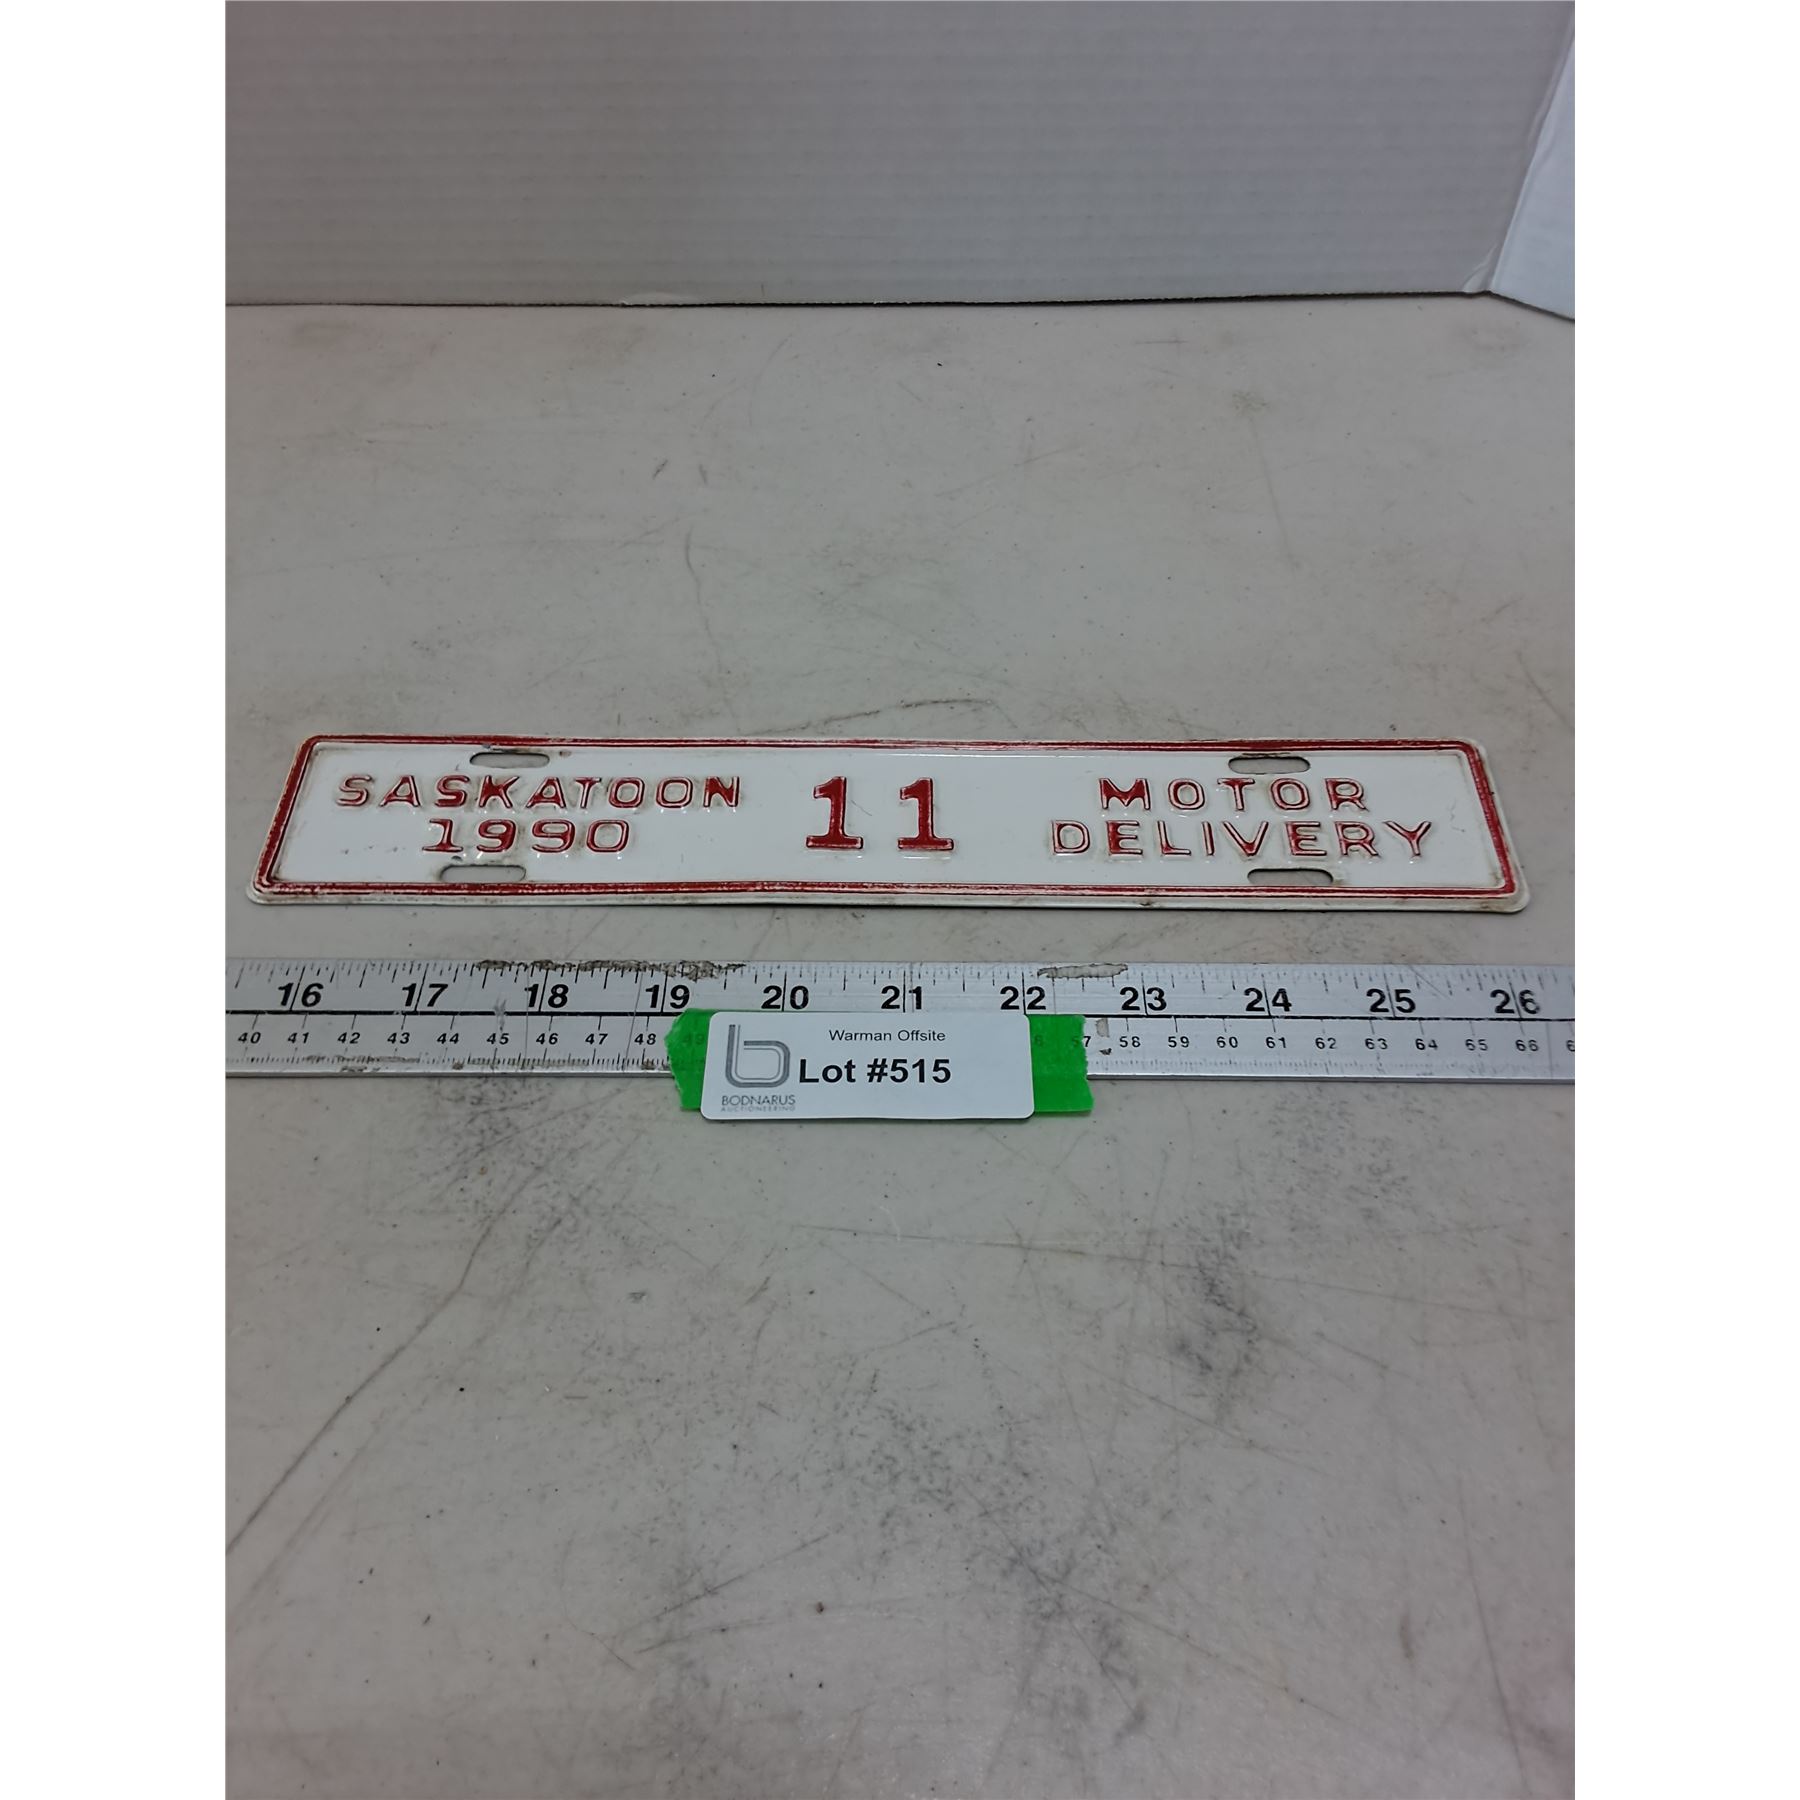 SASKATOON 11 MOTOR
1990 DELIVERY
16 17 18 19 20 21 22 23 24 25 26
40 41 42 43 44 45 46 47 48 49 57 58 59 60 61 62 63 64 65 66
Warman Offsite
Lot #515
BODNARUS
AUCTIONEERING